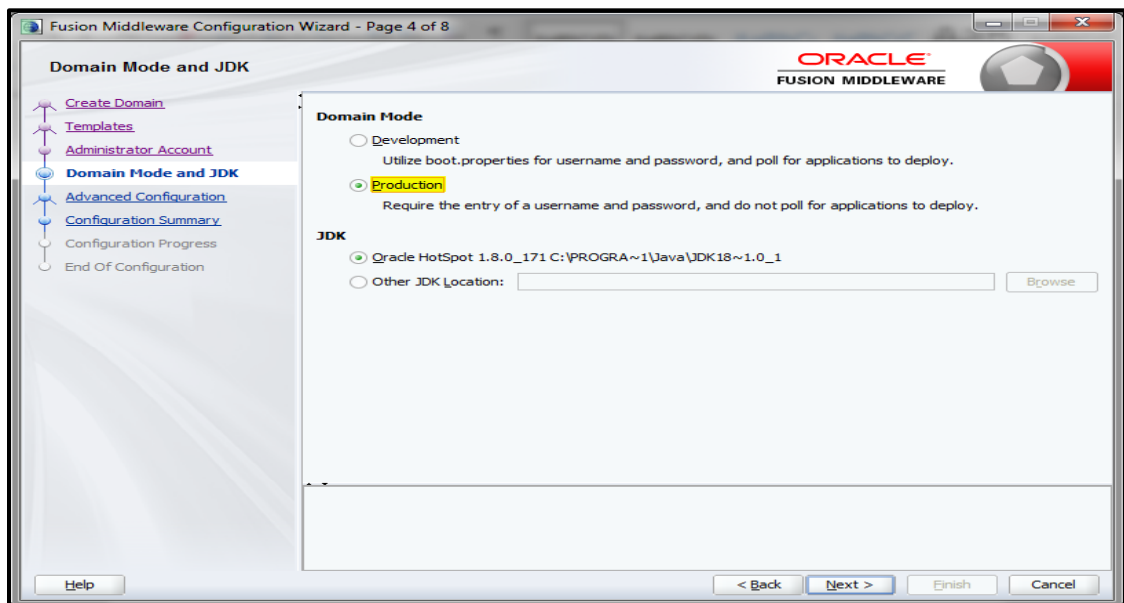 Fusion Middleware Configuration Wizard - Page 4 of 8
Domain Mode and JDK
ORACLE
FUSION MIDDLEWARE
Create Domain
Templates
Administrator Account
Domain Mode and JDK
Advanced Configuration
Configuration Summary
Configuration Progress
End Of Configuration
Domain Mode
Development
Utilize boot.properties for username and password, and poll for applications to deploy.
Production
Require the entry of a username and password, and do not poll for applications to deploy.
JDK
Oracle HotSpot 1.8.0_171 C:\PROGRA~1\Java\JDK18~1.0_1
Other JDK Location:
Browse
Help
< Back
Next >
Finish
Cancel